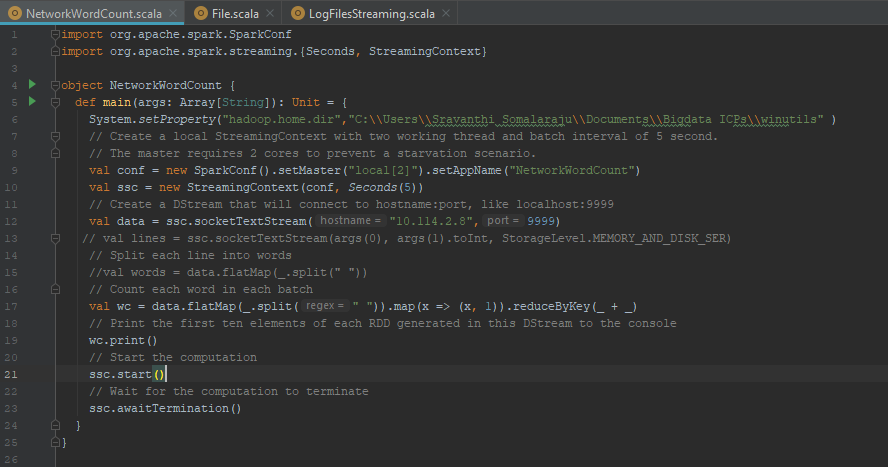 NetworkWordCount.scala × File.scala × LogFilesStreaming.scala ×
1 import org.apache.spark.SparkConf
2 import org.apache.spark.streaming.{Seconds, StreamingContext}
3
4 object NetworkWordCount {
5 def main(args: Array[String]): Unit = {
6 System.setProperty("hadoop.home.dir","C:\\Users\\Sravanthi Somalaraju\\Documents\\Bigdata ICPs\\winutils" )
7 // Create a local StreamingContext with two working thread and batch interval of 5 second.
8 // The master requires 2 cores to prevent a starvation scenario.
9 val conf = new SparkConf().setMaster("local[2]").setAppName("NetworkWordCount")
10 val ssc = new StreamingContext(conf, Seconds(5))
11 // Create a DStream that will connect to hostname:port, like localhost:9999
12 val data = ssc.socketTextStream( hostname = "10.114.2.8", port = 9999)
13 // val lines = ssc.socketTextStream(args(0), args(1).toInt, StorageLevel.MEMORY_AND_DISK_SER)
14 // Split each line into words
15 //val words = data.flatMap(_.split(" "))
16 // Count each word in each batch
17 val wc = data.flatMap(_.split( regex = " ")).map(x => (x, 1)).reduceByKey(_ + _)
18 // Print the first ten elements of each RDD generated in this DStream to the console
19 wc.print()
20 // Start the computation
21 ssc.start()
22 // Wait for the computation to terminate
23 ssc.awaitTermination()
24 }
25 }
26